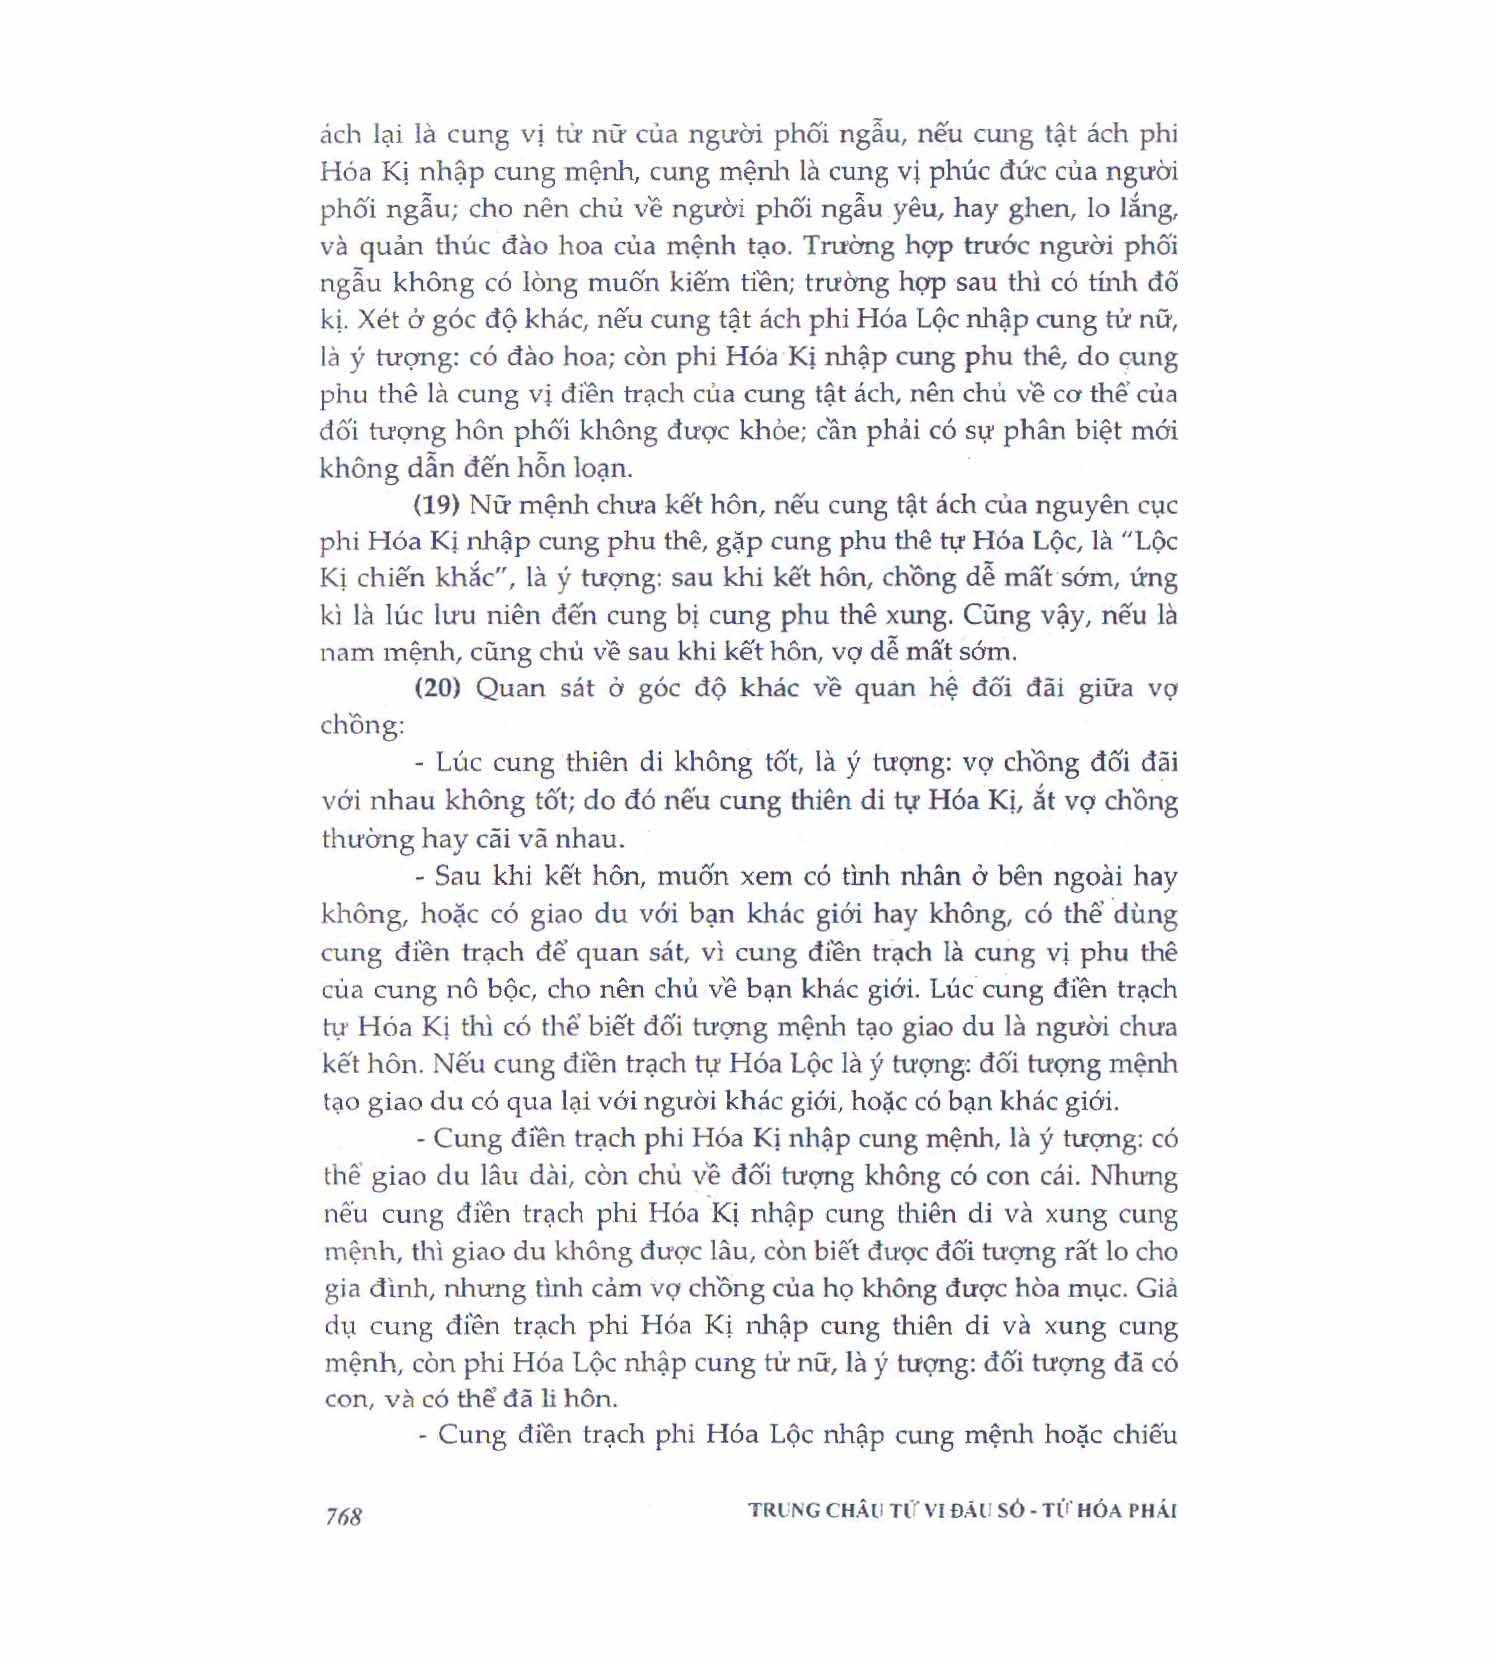 ách lại là cung vị tử nữ của người phối ngẫu, nếu cung tật ách phi
Hóa Kị nhập cung mệnh, cung mệnh là cung vị phúc đức của người
phối ngẫu; cho nên chủ về người phối ngẫu yêu, hay ghen, lo lắng,
và quản thúc đào hoa của mệnh tạo. Trường hợp trước người phối
ngẫu không có lòng muốn kiếm tiền; trường hợp sau thì có tính đố
kị. Xét ở góc độ khác, nếu cung tật ách phi Hóa Lộc nhập cung tử nữ,
là ý tượng: có đào hoa; còn phi Hóa Kị nhập cung phu thê, do cung
phu thê là cung vị điền trạch của cung tật ách, nên chủ về cơ thể của
đối tượng hôn phối không được khỏe; cần phải có sự phân biệt mới
không dẫn đến hỗn loạn.
(19) Nữ mệnh chưa kết hôn, nếu cung tật ách của nguyên cục
phi Hóa Kị nhập cung phu thê, gặp cung phu thê tự Hóa Lộc, là "Lộc
Kị chiến khắc", là ý tượng: sau khi kết hôn, chồng dễ mất sớm, ứng
kì là lúc lưu niên đến cung bị cung phu thê xung. Cũng vậy, nếu là
nam mệnh, cũng chủ về sau khi kết hôn, vợ dễ mất sớm.
(20) Quan sát ở góc độ khác về quan hệ đối đãi giữa vợ
chồng:
- Lúc cung thiên di không tốt, là ý tượng: vợ chồng đối đãi
với nhau không tốt; do đó nếu cung thiên di tự Hóa Kị, ắt vợ chồng
thường hay cãi vã nhau.
- Sau khi kết hôn, muốn xem có tình nhân ở bên ngoài hay
không, hoặc có giao du với bạn khác giới hay không, có thể dùng
cung điền trạch để quan sát, vì cung điền trạch là cung vị phu thê
của cung nô bộc, cho nên chủ về bạn khác giới. Lúc cung điền trạch
tự Hóa Kị thì có thể biết đối tượng mệnh tạo giao du là người chưa
kết hôn. Nếu cung điền trạch tự Hóa Lộc là ý tượng: đối tượng mệnh
tạo giao du có qua lại với người khác giới, hoặc có bạn khác giới.
- Cung điền trạch phi Hóa Kị nhập cung mệnh, là ý tượng: có
thể giao du lâu dài, còn chủ về đối tượng không có con cái. Nhưng
nếu cung điền trạch phi Hóa Kị nhập cung thiên di và xung cung
mệnh, thì giao du không được lâu, còn biết được đối tượng rất lo cho
gia đình, nhưng tình cảm vợ chồng của họ không được hòa mục. Giả
dụ cung điền trạch phi Hóa Kị nhập cung thiên di và xung cung
mệnh, còn phi Hóa Lộc nhập cung tử nữ, là ý tượng: đối tượng đã có
con, và có thể đã li hôn.
- Cung điền trạch phi Hóa Lộc nhập cung mệnh hoặc chiếu
768
TRUNG CHÂU TỬ VI ĐẨU SỐ - TỨ HÓA PHÁI